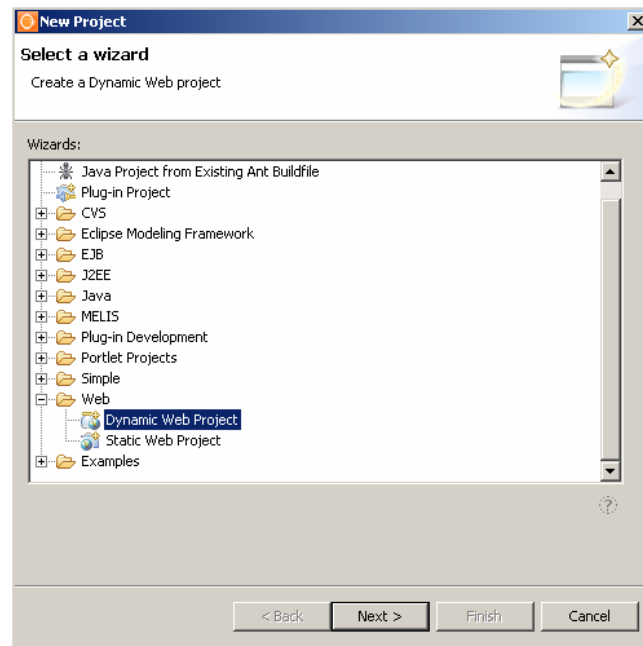 New Project
Select a wizard
Create a Dynamic Web project
Wizards:
Java Project from Existing Ant Buildfile
Plug-in Project
CVS
Eclipse Modeling Framework
EJB
J2EE
Java
MELIS
Plug-in Development
Portlet Projects
Simple
Web
Dynamic Web Project
Static Web Project
Examples
?
< Back Next > Finish Cancel